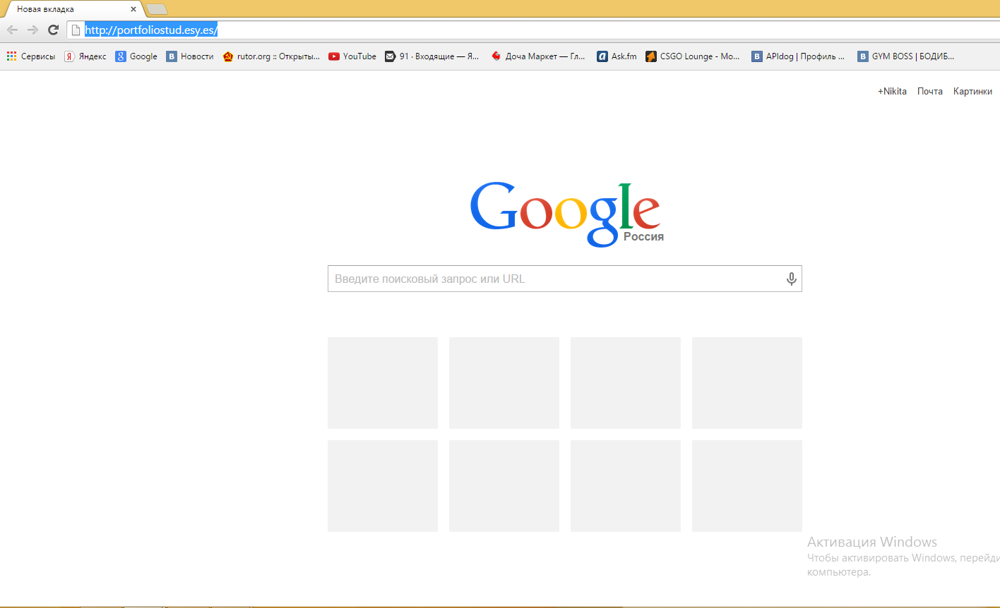 Новая вкладка
http://portfoliostud.esy.es/
Сервисы Яндекс Google Новости rutor.org :: Открыты... YouTube 91 · Входящие — Я... Доча Маркет — Гл... Ask.fm CSGO Lounge - Mo... APIdog | Профиль ... GYM BOSS | БОДИБ...
+Nikita Почта Картинки
Google
Россия
Введите поисковый запрос или URL
Активация Windows
Чтобы активировать Windows, перейди
компьютера.